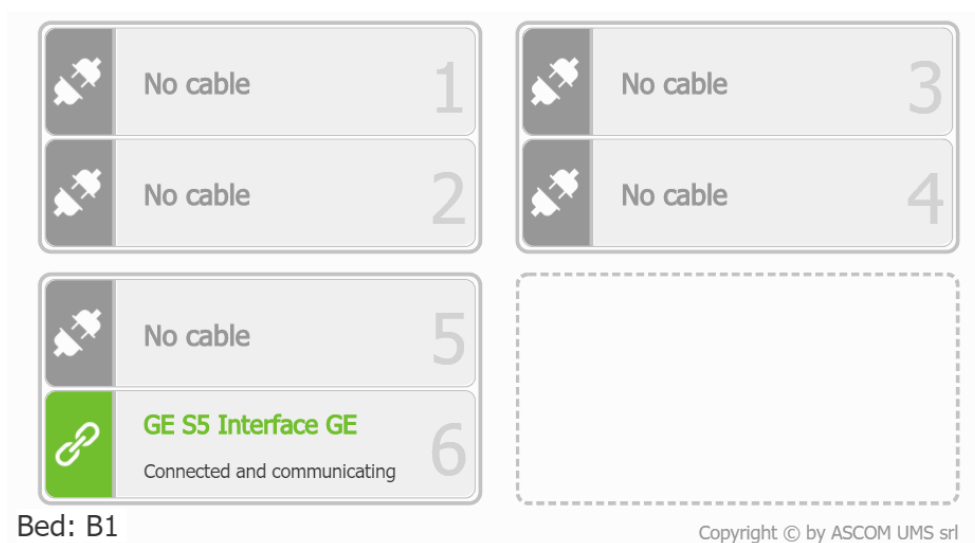 No cable 1
No cable 2
No cable 3
No cable 4
No cable 5
GE S5 Interface GE
Connected and communicating 6
Bed: B1
Copyright © by ASCOM UMS srl